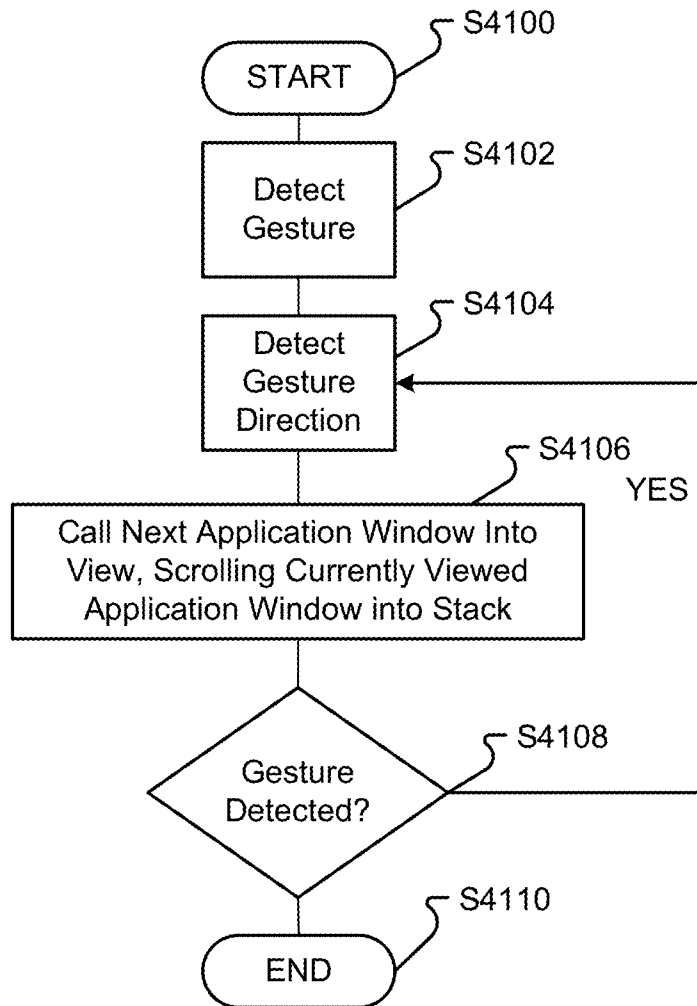 S4100
START
S4102
Detect
Gesture
S4104
Detect
Gesture
Direction
S4106
YES
Call Next Application Window Into
View, Scrolling Currently Viewed
Application Window into Stack
S4108
Gesture
Detected?
S4110
END